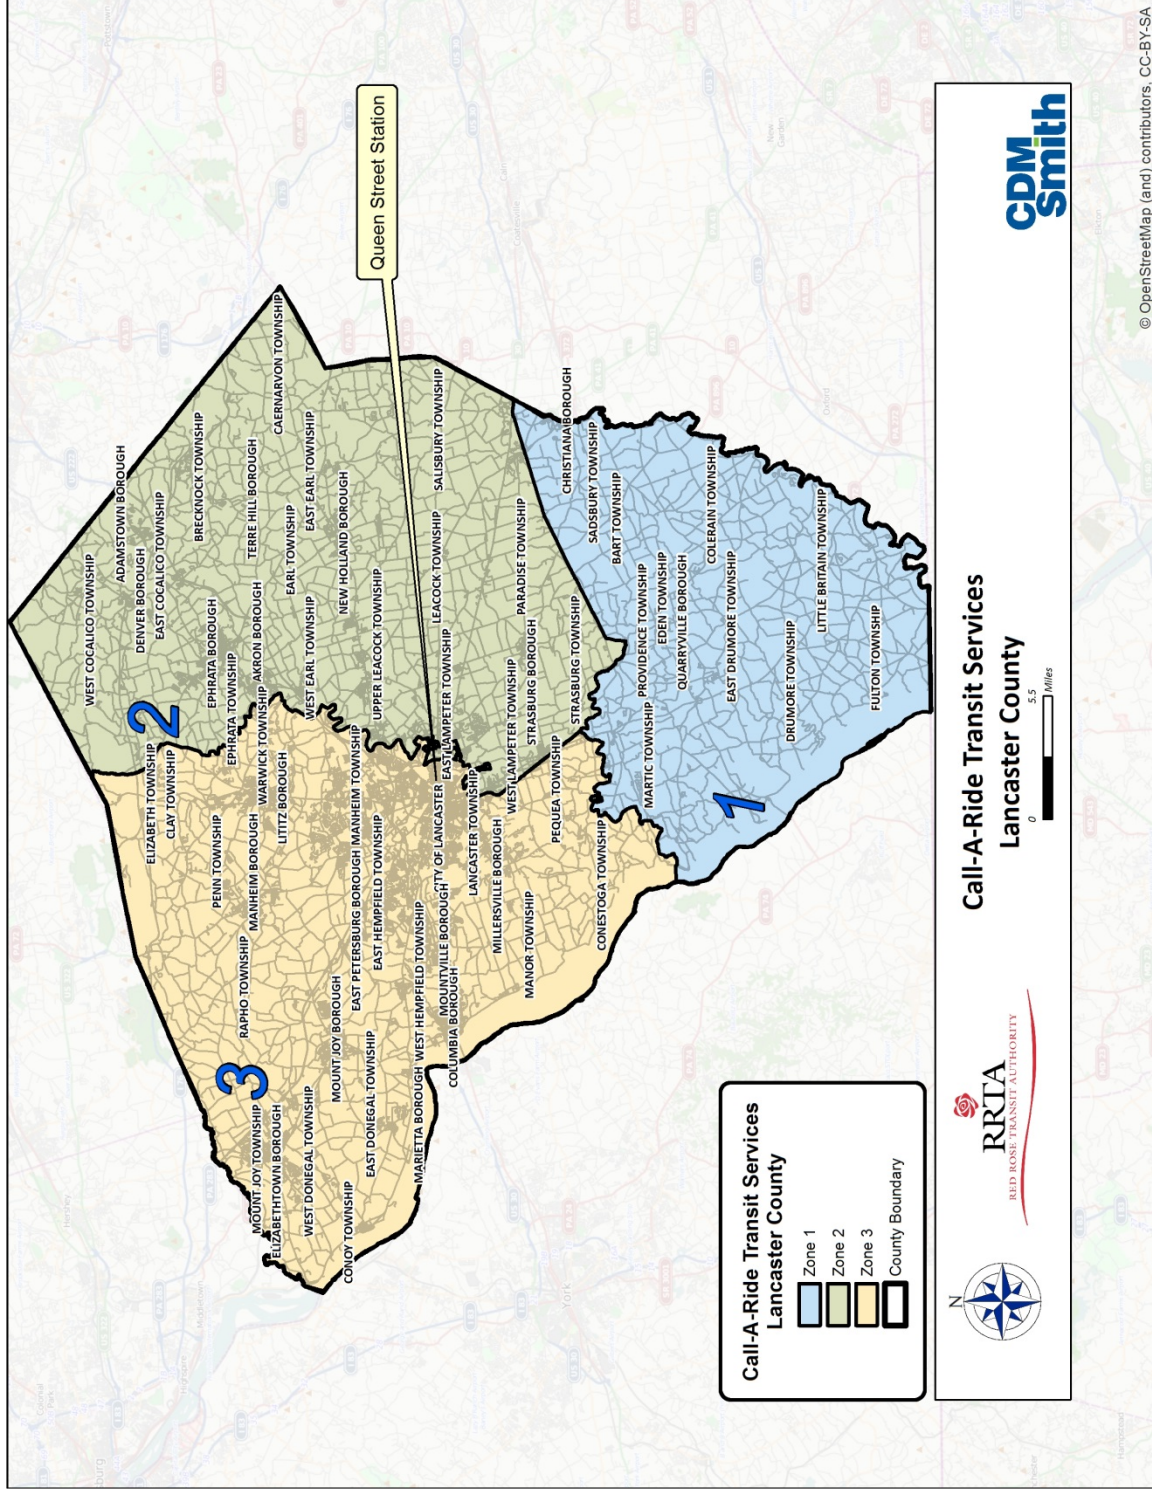 Queen Street Station
WEST COCALICO TOWNSHIP
ADAMSTOWN BOROUGH
DENVER BOROUGH
EAST COCALICO TOWNSHIP
BRECKNOCK TOWNSHIP
2
ELIZABETH TOWNSHIP
CLAY TOWNSHIP
EPHRATA BOROUGH
EPHRATA TOWNSHIP
TERRE HILL BOROUGH
AKRON BOROUGH
CAERNARVON TOWNSHIP
WARWICK TOWNSHIP
EARL TOWNSHIP
EAST EARL TOWNSHIP
WEST EARL TOWNSHIP
NEW HOLLAND BOROUGH
UPPER LEACOCK TOWNSHIP
LEACOCK TOWNSHIP
SALISBURY TOWNSHIP
EAST LAMPETER TOWNSHIP
PARADISE TOWNSHIP
WEST LAMPETER TOWNSHIP
STRASBURG BOROUGH
STRASBURG TOWNSHIP
PENN TOWNSHIP
MANHEIM BOROUGH
LITITZ BOROUGH
RAPHO TOWNSHIP
3
MOUNT JOY TOWNSHIP
ELIZABETHTOWN BOROUGH
WEST DONEGAL TOWNSHIP
MOUNT JOY BOROUGH
CONOY TOWNSHIP
EAST DONEGAL TOWNSHIP
EAST PETERSBURG BOROUGH
MANHEIM TOWNSHIP
EAST HEMPFIELD TOWNSHIP
MARIETTA BOROUGH
WEST HEMPFIELD TOWNSHIP
CITY OF LANCASTER
MOUNTVILLE BOROUGH
COLUMBIA BOROUGH
LANCASTER TOWNSHIP
MILLERSVILLE BOROUGH
MANOR TOWNSHIP
PEQUEA TOWNSHIP
CONESTOGA TOWNSHIP
CHRISTIANA BOROUGH
SADSBURY TOWNSHIP
BART TOWNSHIP
MARTIC TOWNSHIP
PROVIDENCE TOWNSHIP
EDEN TOWNSHIP
QUARRYVILLE BOROUGH
COLERAIN TOWNSHIP
EAST DRUMORE TOWNSHIP
1
DRUMORE TOWNSHIP
LITTLE BRITAIN TOWNSHIP
FULTON TOWNSHIP
Call-A-Ride Transit Services
Lancaster County
Zone 1
Zone 2
Zone 3
County Boundary
N
RRTA
RED ROSE TRANSIT AUTHORITY
Call-A-Ride Transit Services
Lancaster County
0 5.5
Miles
CDM
Smith
© OpenStreetMap (and) contributors, CC-BY-SA